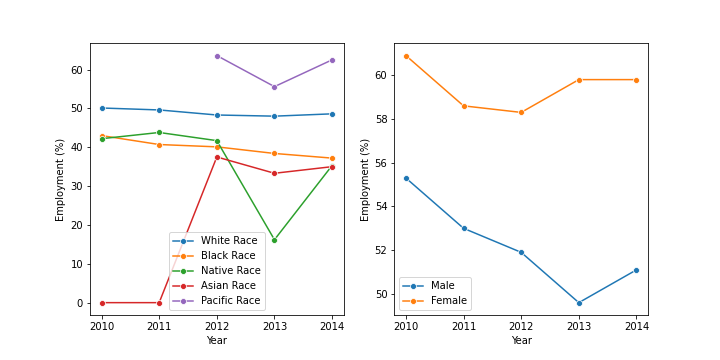 Employment (%)
60
50
40
30
20
10
0
White Race
Black Race
Native Race
Asian Race
Pacific Race
2010 2011 2012 2013 2014
Year
Employment (%)
60
58
56
54
52
50
Male
Female
2010 2011 2012 2013 2014
Year